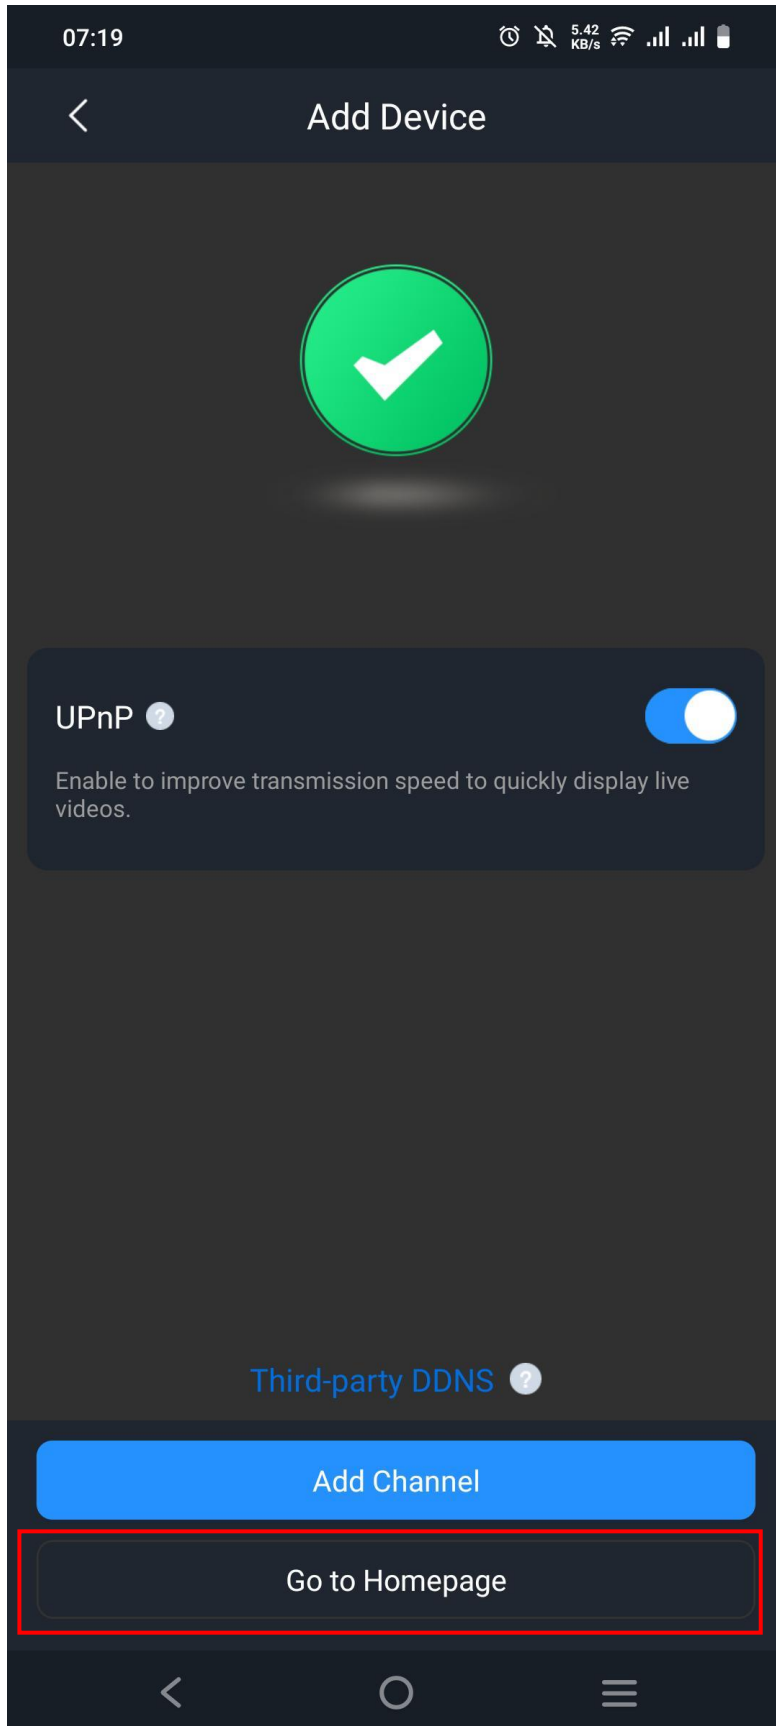 07:19
5.42
KB/s
Add Device
UPnP ?
Enable to improve transmission speed to quickly display live
videos.
Third-party DDNS ?
Add Channel
Go to Homepage